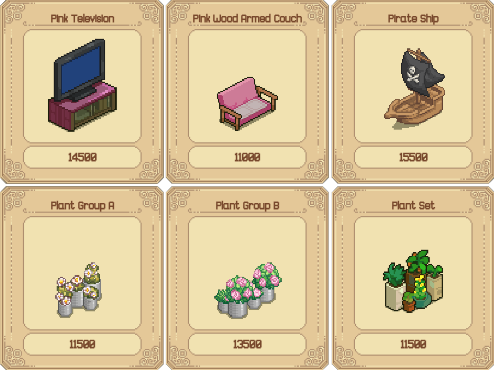 Pink Television
Pink Wood Armed Couch
Pirate Ship
14500
11000
15500
Plant Group A
Plant Group B
Plant Set
11500
13500
11500